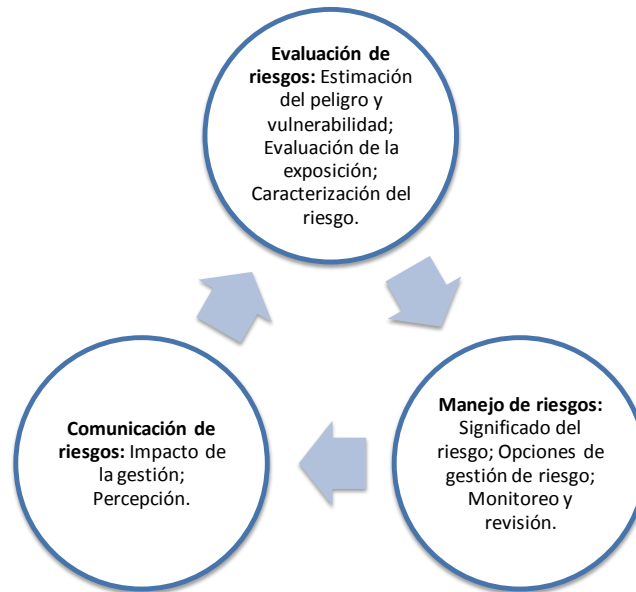 Evaluación de
riesgos: Estimación
del peligro y
vulnerabilidad;
Evaluación de la
exposición;
Caracterización del
riesgo.
Manejo de riesgos:
Significado del
riesgo; Opciones de
gestión de riesgo;
Monitoreo y
revisión.
Comunicación de
riesgos: Impacto de
la gestión;
Percepción.